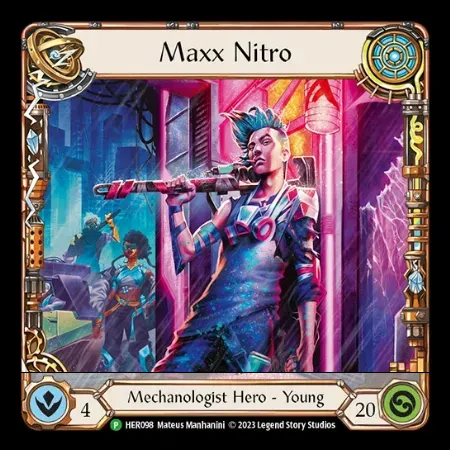 Maxx Nitro
4
Mechanologist Hero - Young
20
P HER098 Mateus Manhanini © 2023 Legend Story Studios